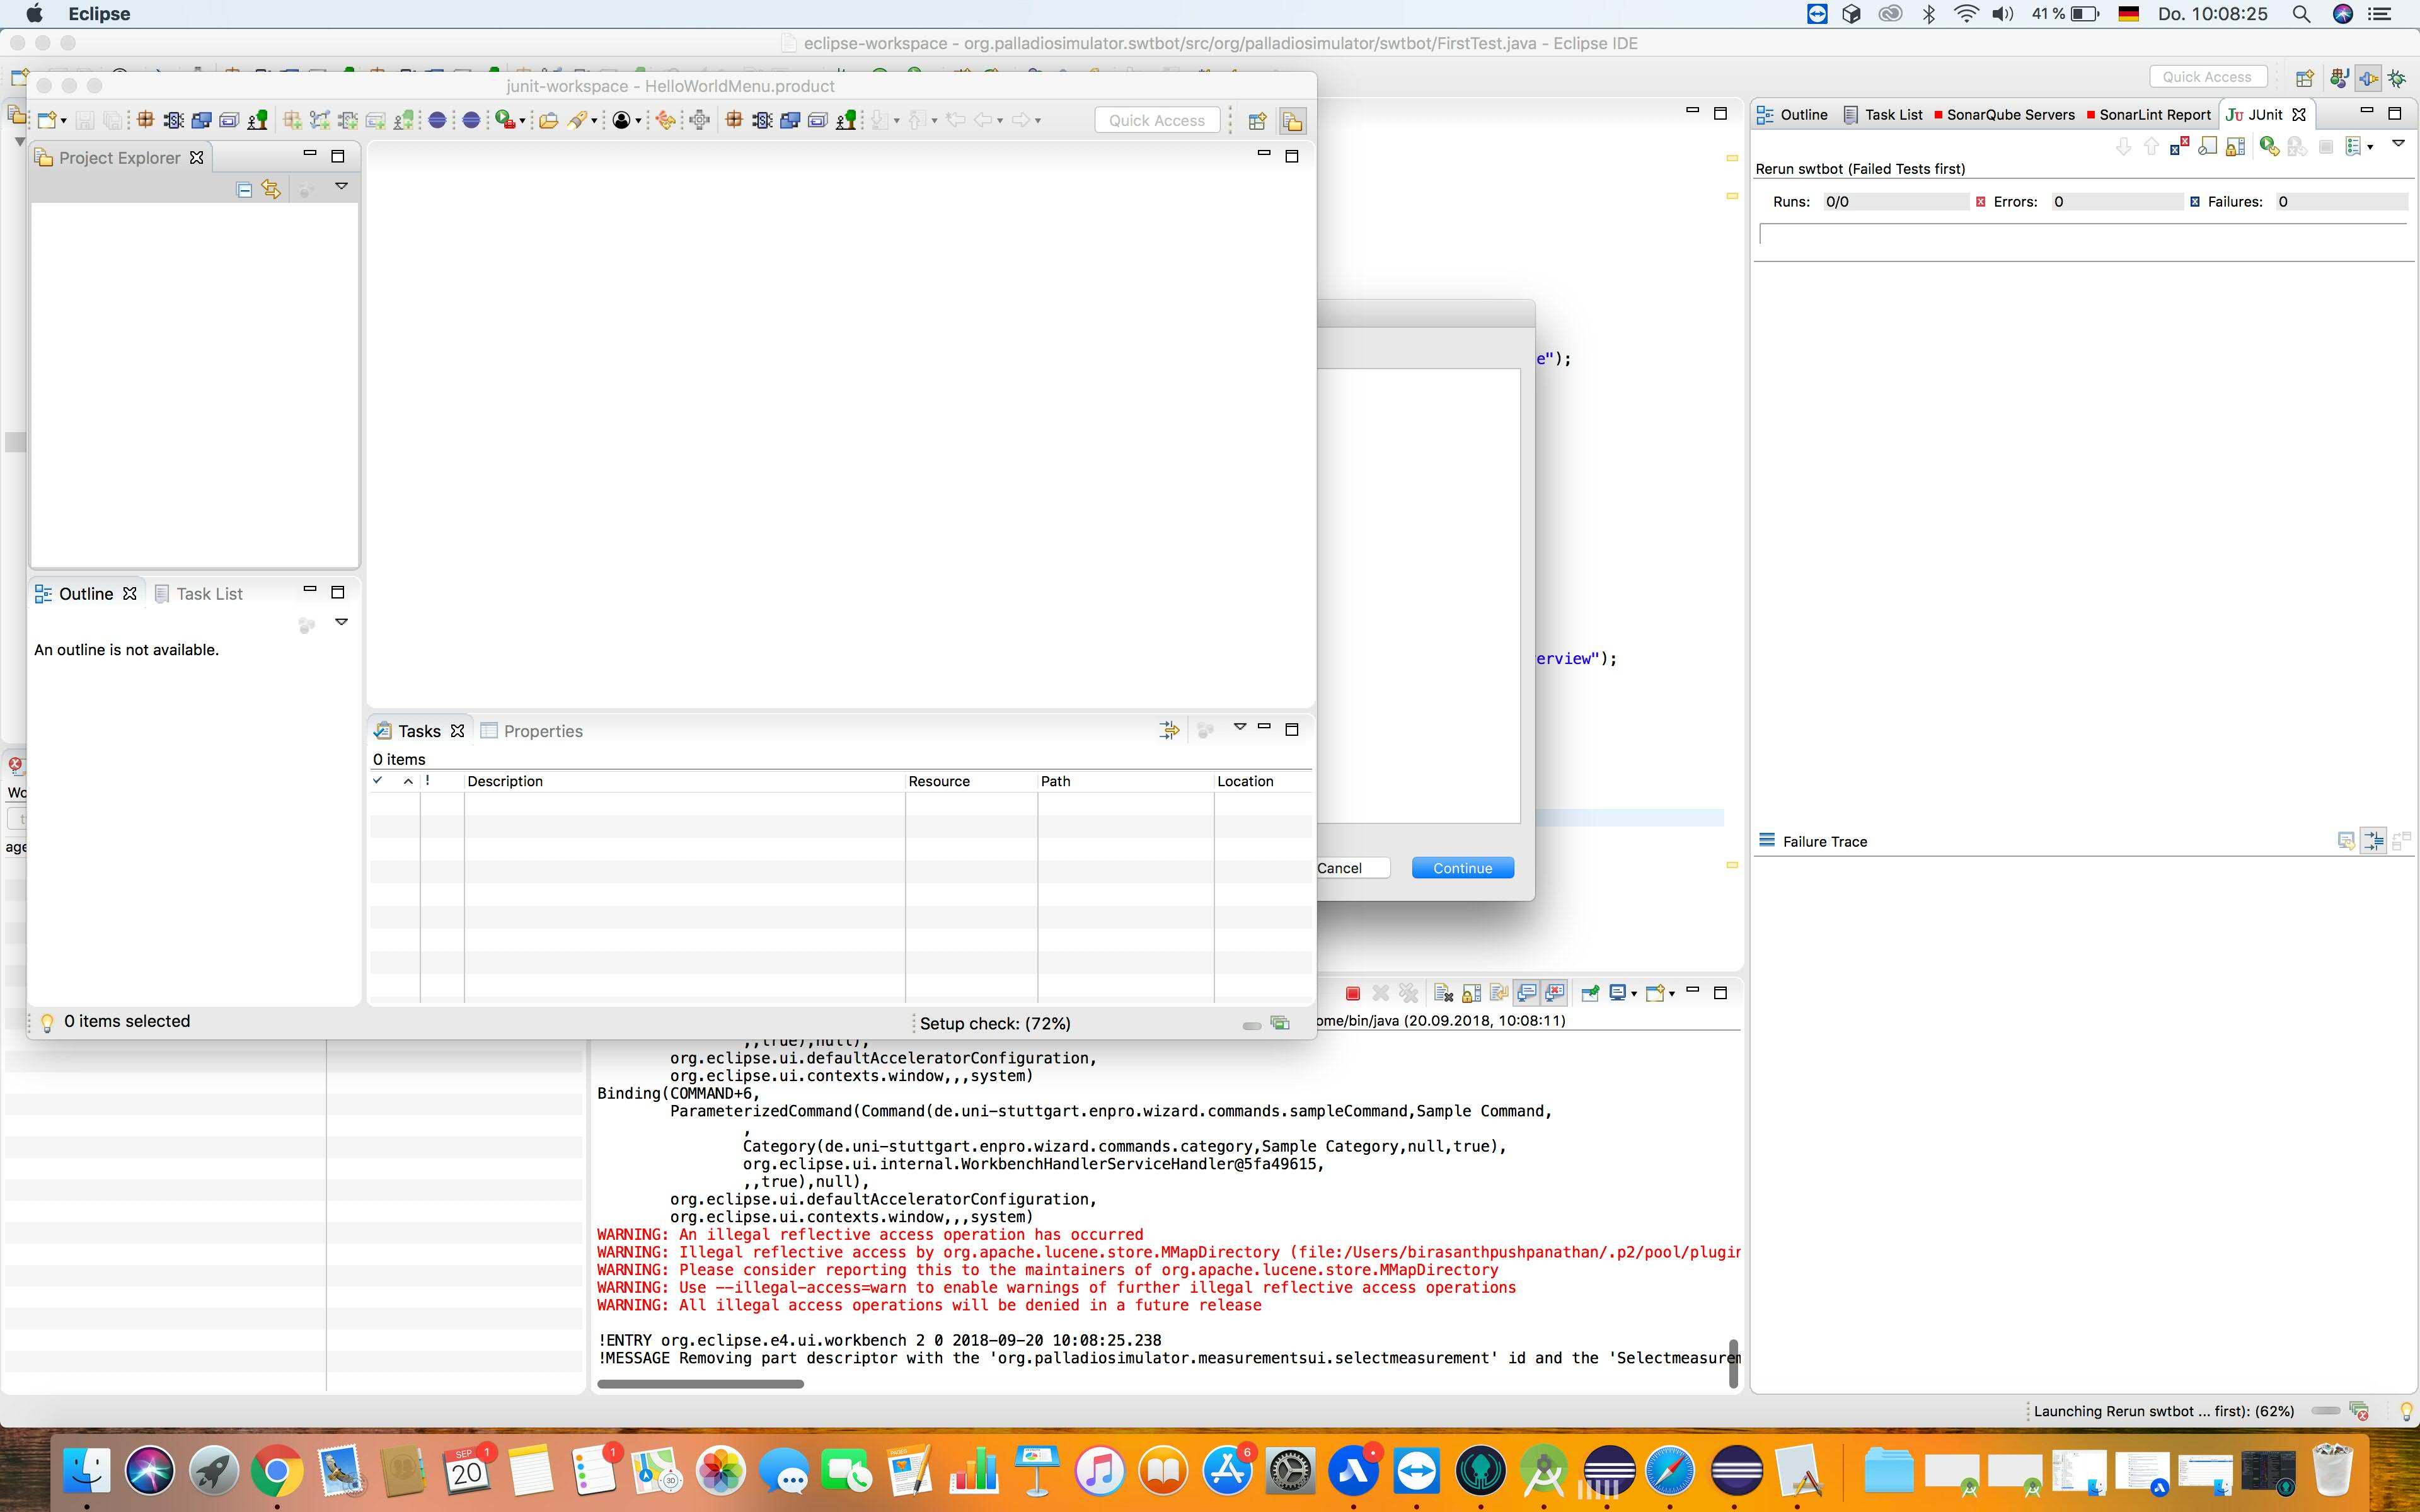 Eclipse
41 %
Do. 10:08:25
eclipse-workspace - org.palladiosimulator.swtbot/src/org/palladiosimulator/swtbot/FirstTest.java - Eclipse IDE
Quick Access
junit-workspace - HelloWorldMenu.product
Quick Access
Project Explorer
Outline
Task List
An outline is not available.
Tasks
Properties
0 items
!
Description
Resource
Path
Location
0 items selected
Setup check: (72%)
Outline
Task List
SonarQube Servers
SonarLint Report
JU JUnit
Rerun swtbot (Failed Tests first)
Runs: 0/0
Errors: 0
Failures: 0
e");
erview");
Wo
age
Cancel
Continue
Failure Trace
ome/bin/java (20.09.2018, 10:08:11)
,,true),null),
org.eclipse.ui.defaultAcceleratorConfiguration,
org.eclipse.ui.contexts.window,,,system)
Binding(COMMAND+6,
ParameterizedCommand(Command(de.uni-stuttgart.enpro.wizard.commands.sampleCommand,Sample Command,
,
Category(de.uni-stuttgart.enpro.wizard.commands.category,Sample Category,null,true),
org.eclipse.ui.internal.WorkbenchHandlerServiceHandler@5fa49615,
,,true),null),
org.eclipse.ui.defaultAcceleratorConfiguration,
org.eclipse.ui.contexts.window,,,system)
WARNING: An illegal reflective access operation has occurred
WARNING: Illegal reflective access by org.apache.lucene.store.MMapDirectory (file:/Users/birasanthpushpanathan/.p2/pool/plugin
WARNING: Please consider reporting this to the maintainers of org.apache.lucene.store.MMapDirectory
WARNING: Use --illegal-access=warn to enable warnings of further illegal reflective access operations
WARNING: All illegal access operations will be denied in a future release
!ENTRY org.eclipse.e4.ui.workbench 2 0 2018-09-20 10:08:25.238
!MESSAGE Removing part descriptor with the 'org.palladiosimulator.measurementsui.selectmeasurement' id and the 'Selectmeasurem
Launching Rerun swtbot ... first): (62%)
SEP
20
1
1
6
3D
PAGES